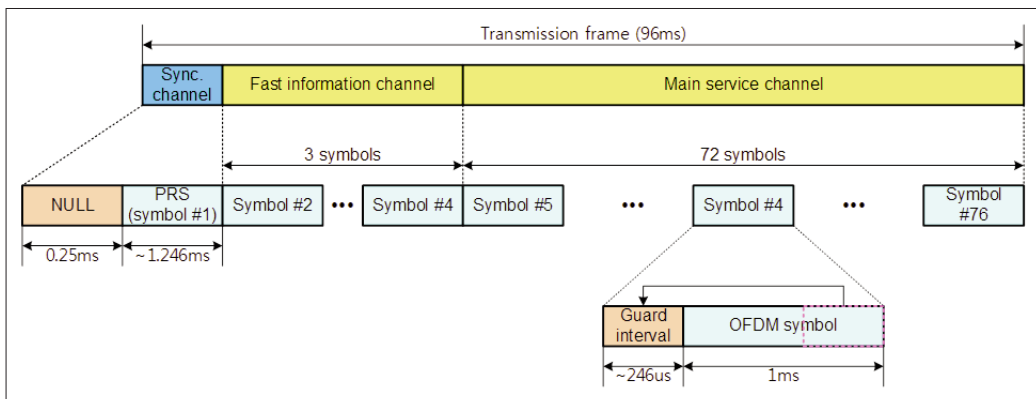 Transmission frame (96ms)
Sync.
channel
Fast information channel
Main service channel
3 symbols
72 symbols
NULL
PRS
(symbol #1)
Symbol #2
•••
Symbol #4
Symbol #5
•••
Symbol #4
•••
Symbol
#76
0.25ms
~1.246ms
Guard
interval
OFDM symbol
~246us
1ms